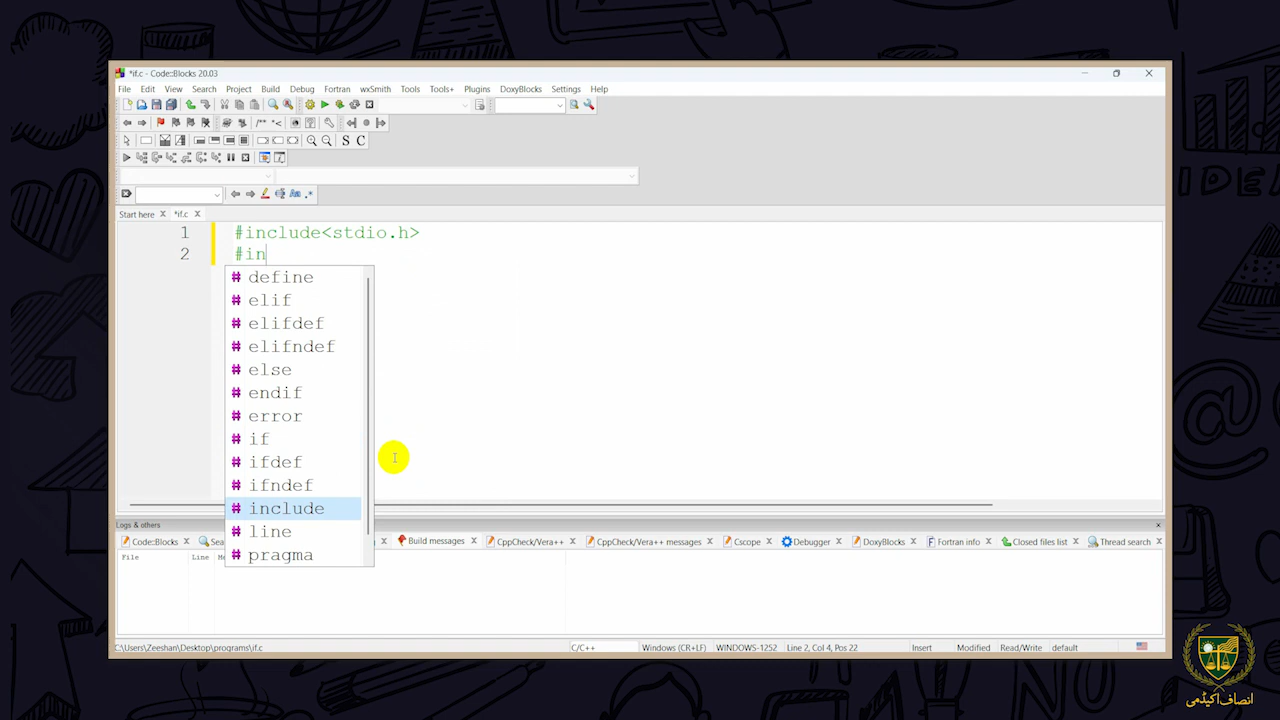 *if.c - Code::Blocks 20.03
File Edit View Search Project Build Debug Fortran wxSmith Tools Tools+ Plugins DoxyBlocks Settings Help
S C
Start here *if.c
1 #include<stdio.h>
2 #in
# define
# elif
# elifdef
# elifndef
# else
# endif
# error
# if
# ifdef
# ifndef
# include
# line
# pragma
Logs & others
Code::Blocks Sea Build messages CppCheck/Vera++ CppCheck/Vera++ messages Cscope Debugger DoxyBlocks Fortran info Closed files list Thread search
File Line
C:\Users\Zeeshan\Desktop\programs\if.c C/C++ Windows (CR+LF) WINDOWS-1252 Line 2, Col 4, Pos 22 Insert Modified Read/Write default
IDEA
انصاف اکیڈمی